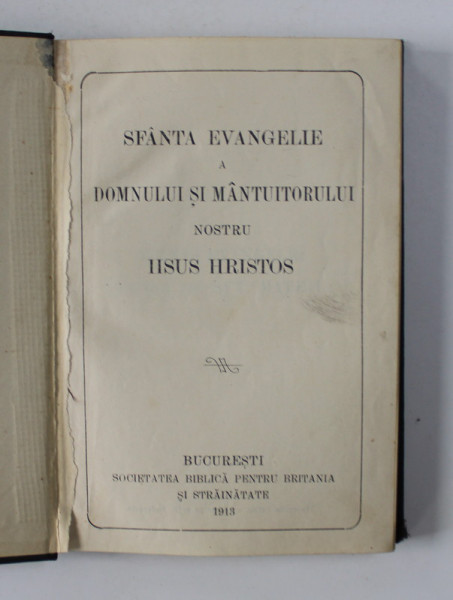 SFÂNTA EVANGELIE
A
DOMNULUI ȘI MÂNTUITORULUI
NOSTRU
IISUS HRISTOS
BUCUREȘTI
SOCIETATEA BIBLICĂ PENTRU BRITANIA
ȘI STRĂINĂTATE
1913